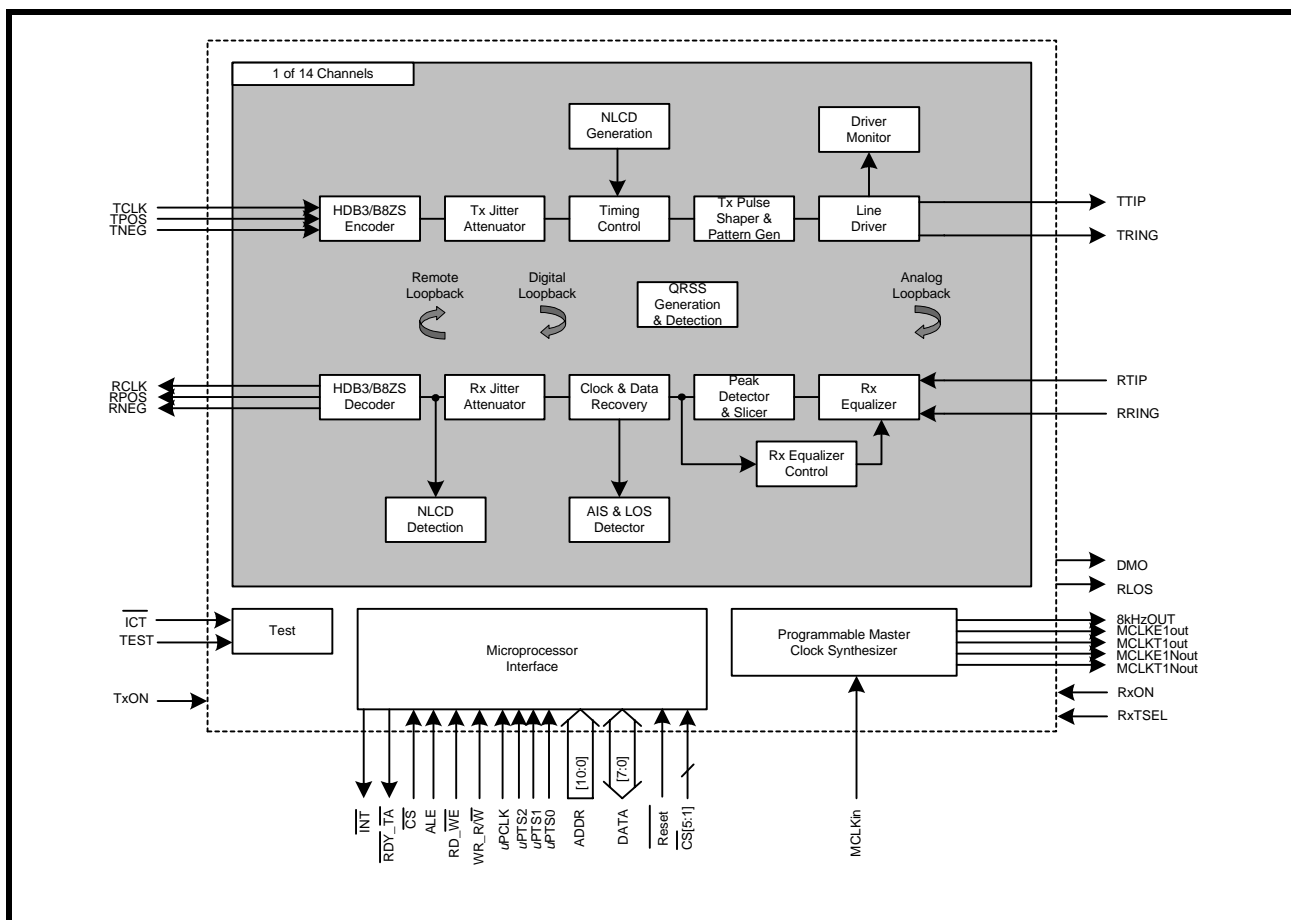 1 of 14 Channels
NLCD
Generation
Driver
Monitor
TCLK
TPOS
TNEG
HDB3/B8ZS
Encoder
Tx Jitter
Attenuator
Timing
Control
Tx Pulse
Shaper &
Pattern Gen
Line
Driver
TTIP
TRING
Remote
Loopback
Digital
Loopback
QRSS
Generation
& Detection
Analog
Loopback
RCLK
RPOS
RNEG
HDB3/B8ZS
Decoder
Rx Jitter
Attenuator
Clock & Data
Recovery
Peak
Detector
& Slicer
Rx
Equalizer
RTIP
RRING
Rx Equalizer
Control
NLCD
Detection
AIS & LOS
Detector
DMO
RLOS
ICT
TEST
Test
Microprocessor
Interface
Programmable Master
Clock Synthesizer
8kHzOUT
MCLKE1out
MCLKT1out
MCLKE1Nout
MCLKT1Nout
TxON
RxON
RxTSEL
INT
RDY_TA
CS
ALE
RD_WE
WR_R/W
uPCLK
uPTS2
uPTS1
uPTS0
[10:0]
ADDR
[7:0]
DATA
Reset
CS[5:1]
MCLKin